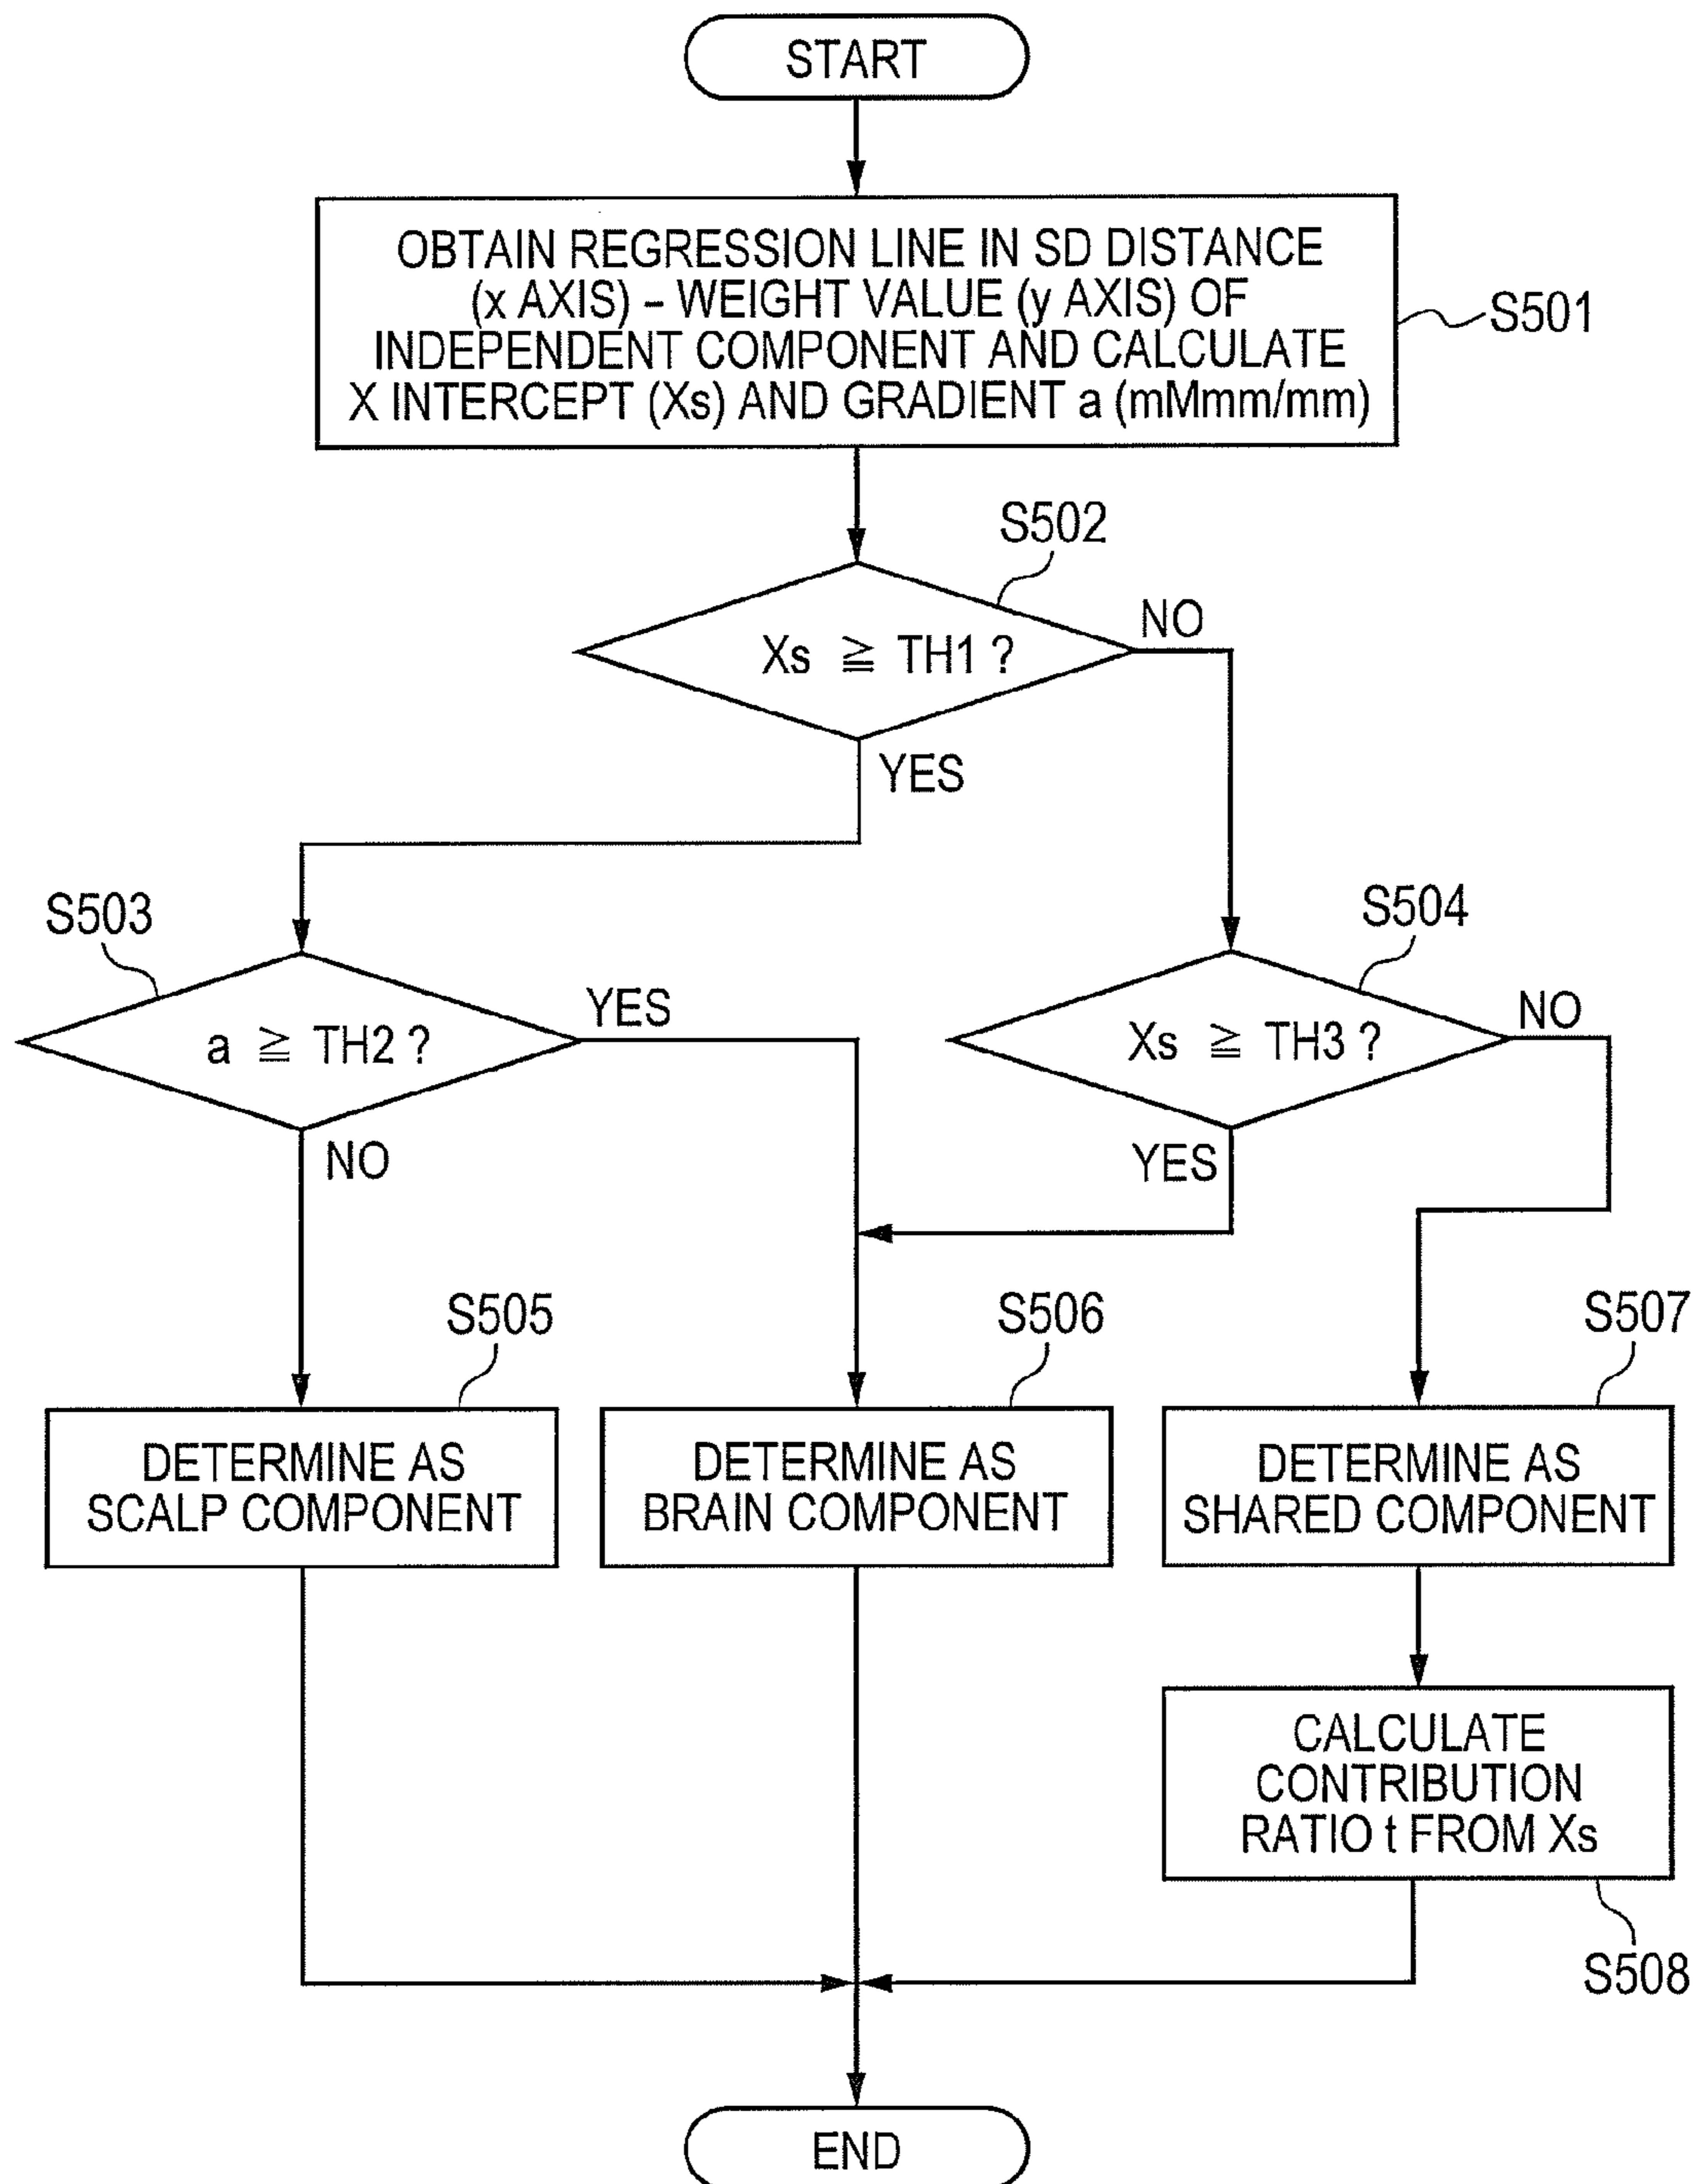 START
OBTAIN REGRESSION LINE IN SD DISTANCE
(x AXIS) – WEIGHT VALUE (y AXIS) OF
INDEPENDENT COMPONENT AND CALCULATE
X INTERCEPT (Xs) AND GRADIENT a (mMmm/mm)
S501
S502
Xs ≧ TH1 ?
NO
YES
S503
S504
a ≧ TH2 ?
YES
NO
Xs ≧ TH3 ?
NO
YES
S505
S506
S507
DETERMINE AS
SCALP COMPONENT
DETERMINE AS
BRAIN COMPONENT
DETERMINE AS
SHARED COMPONENT
CALCULATE
CONTRIBUTION
RATIO t FROM Xs
S508
END